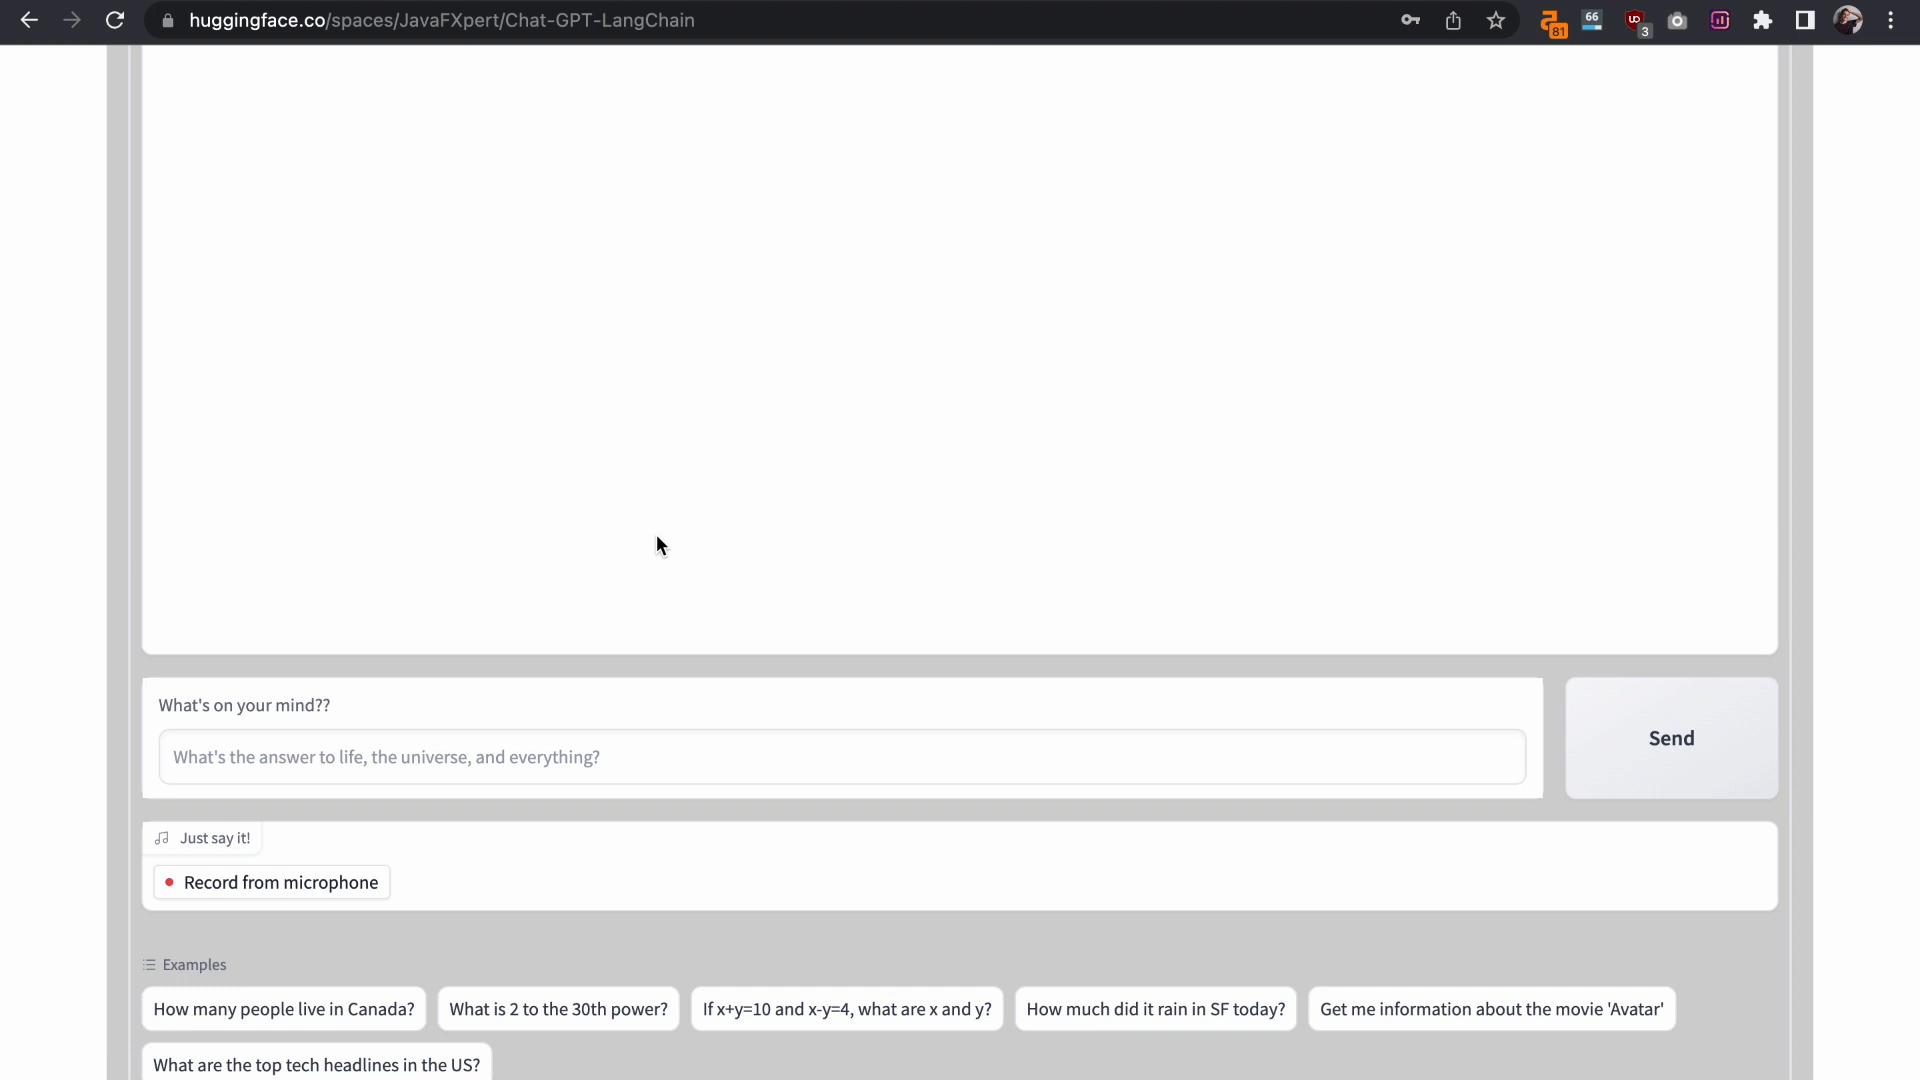 huggingface.co/spaces/JavaFXpert/Chat-GPT-LangChain
81
66
3
What's on your mind??
What's the answer to life, the universe, and everything?
Send
Just say it!
Record from microphone
Examples
How many people live in Canada?
What is 2 to the 30th power?
If x+y=10 and x-y=4, what are x and y?
How much did it rain in SF today?
Get me information about the movie 'Avatar'
What are the top tech headlines in the US?